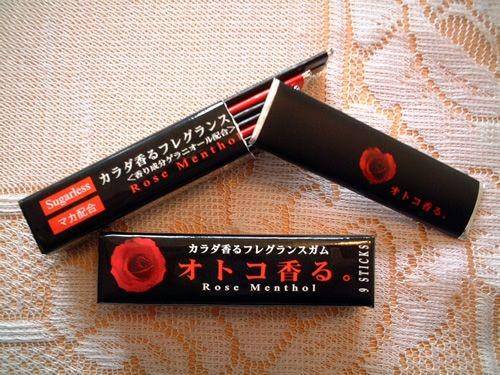 Sugarless
マカ配合
カラダ香るフレグランス
<香り成分ゲラニオール配合>
Rose Mentho
オトコ香る。
カラダ香るフレグランスガム
オトコ香る。
Rose Menthol
9 STICKS